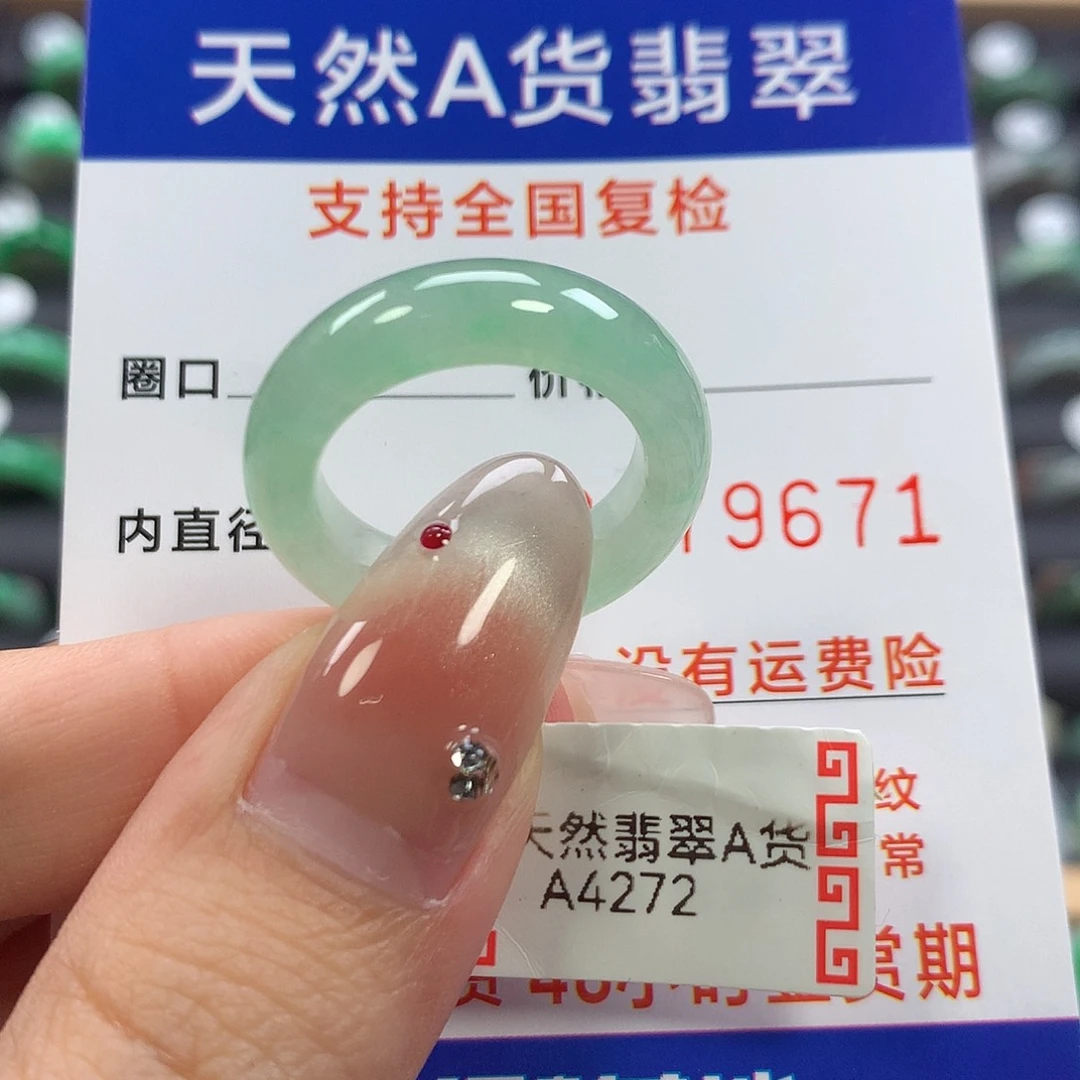 天然A货翡翠
支持全国复检
圈口
价
内直径
9671
有运费险
纹
常
天然翡翠A货
A4272
期